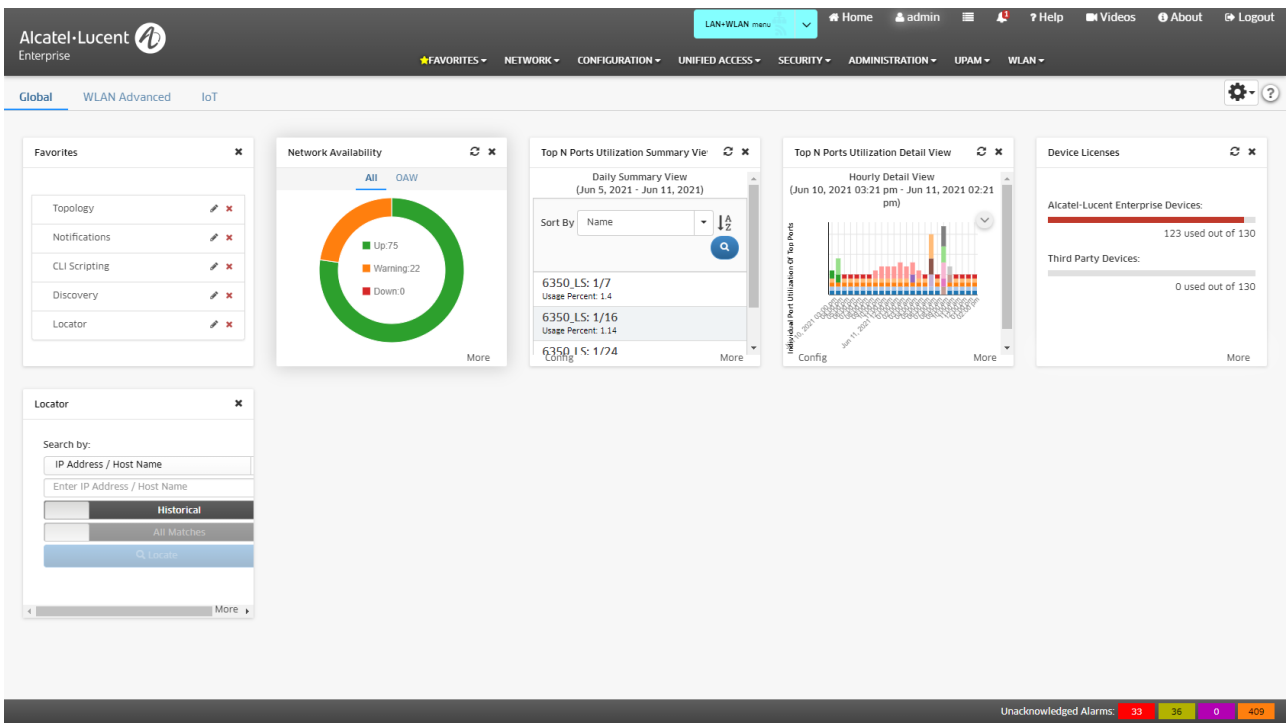 Alcatel·Lucent
Enterprise
LAN+WLAN menu
Home
admin
? Help
Videos
About
Logout
FAVORITES
NETWORK
CONFIGURATION
UNIFIED ACCESS
SECURITY
ADMINISTRATION
UPAM
WLAN
Global
WLAN Advanced
IoT
Favorites
Topology
Notifications
CLI Scripting
Discovery
Locator
Network Availability
All
OAW
Up:75
Warning:22
Down:0
More
Top N Ports Utilization Summary Vie
Daily Summary View
(Jun 5, 2021 - Jun 11, 2021)
Sort By
Name
6350_LS: 1/7
Usage Percent: 1.4
6350_LS: 1/16
Usage Percent: 1.14
6350_LS: 1/24
Config
More
Top N Ports Utilization Detail View
Hourly Detail View
(Jun 10, 2021 03:21 pm - Jun 11, 2021 02:21
pm)
Individual Port Utilization Of Top Ports
Config
More
Device Licenses
Alcatel-Lucent Enterprise Devices:
123 used out of 130
Third Party Devices:
0 used out of 130
More
Locator
Search by:
IP Address / Host Name
Enter IP Address / Host Name
Historical
All Matches
Locate
More
Unacknowledged Alarms:
33
36
0
409